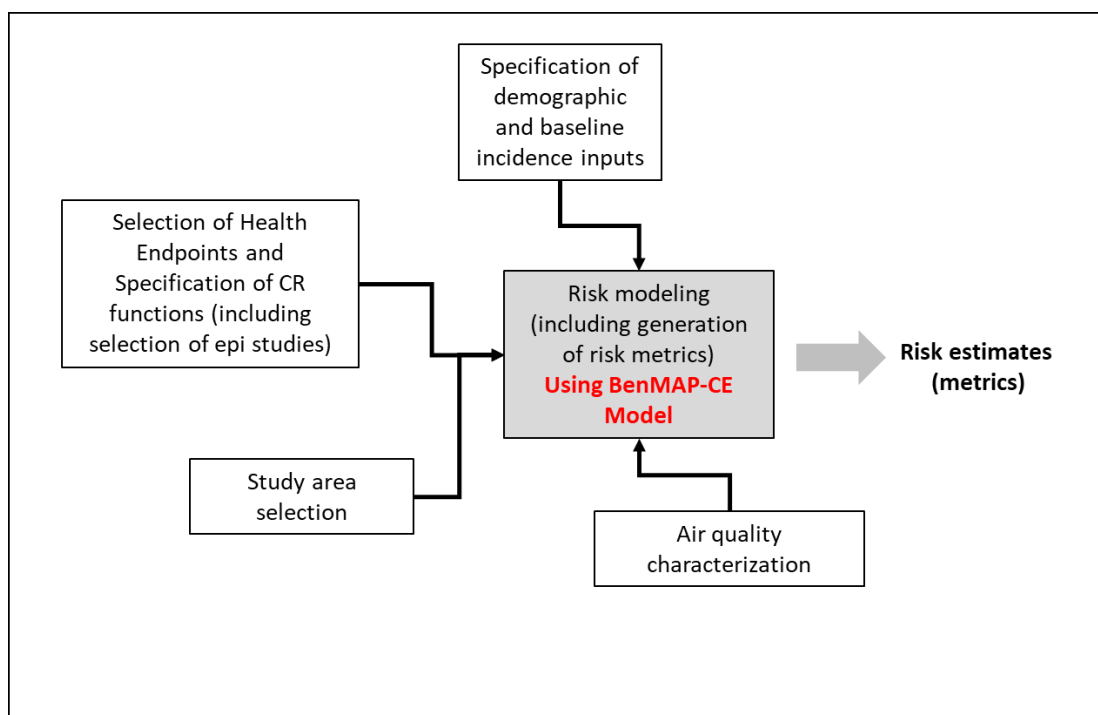 Specification of
demographic
and baseline
incidence inputs
Selection of Health
Endpoints and
Specification of CR
functions (including
selection of epi studies)
Risk modeling
(including generation
of risk metrics)
Using BenMAP-CE
Model
Risk estimates
(metrics)
Study area
selection
Air quality
characterization